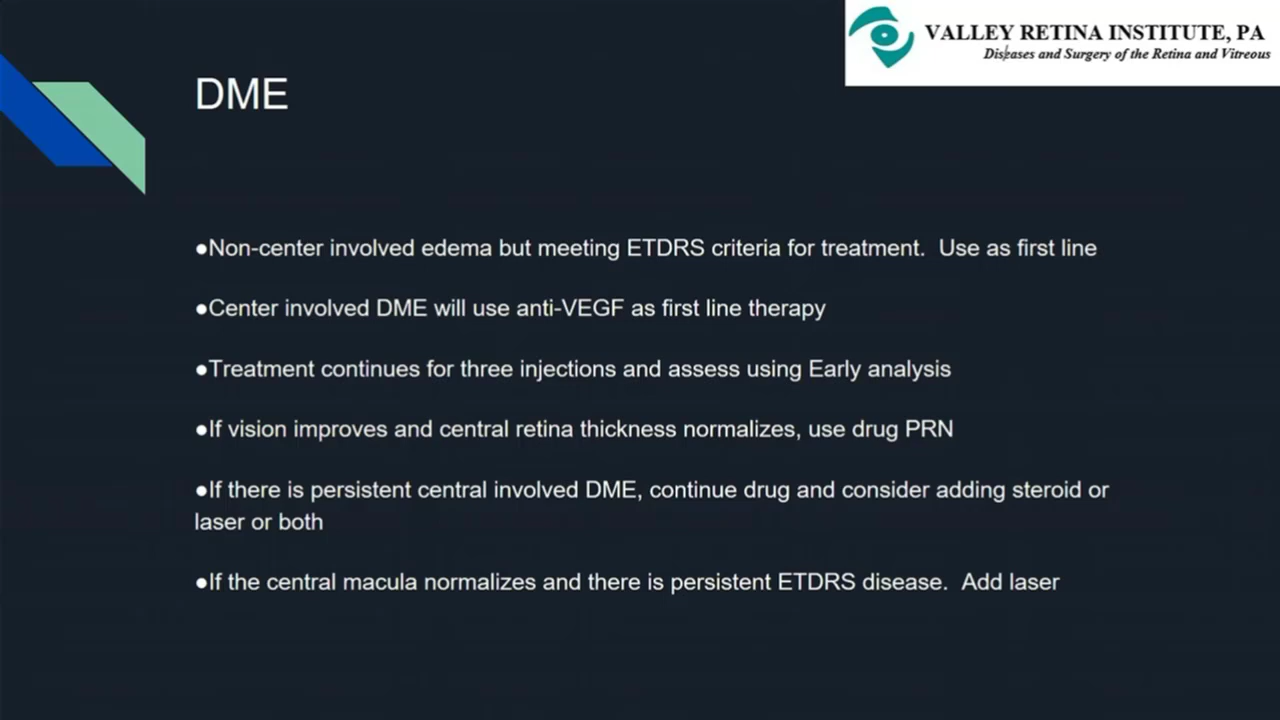 VALLEY RETINA INSTITUTE, PA
Diseases and Surgery of the Retina and Vitreous
DME
●Non-center involved edema but meeting ETDRS criteria for treatment.  Use as first line
●Center involved DME will use anti-VEGF as first line therapy
●Treatment continues for three injections and assess using Early analysis
●If vision improves and central retina thickness normalizes, use drug PRN
●If there is persistent central involved DME, continue drug and consider adding steroid or
laser or both
●If the central macula normalizes and there is persistent ETDRS disease.  Add laser